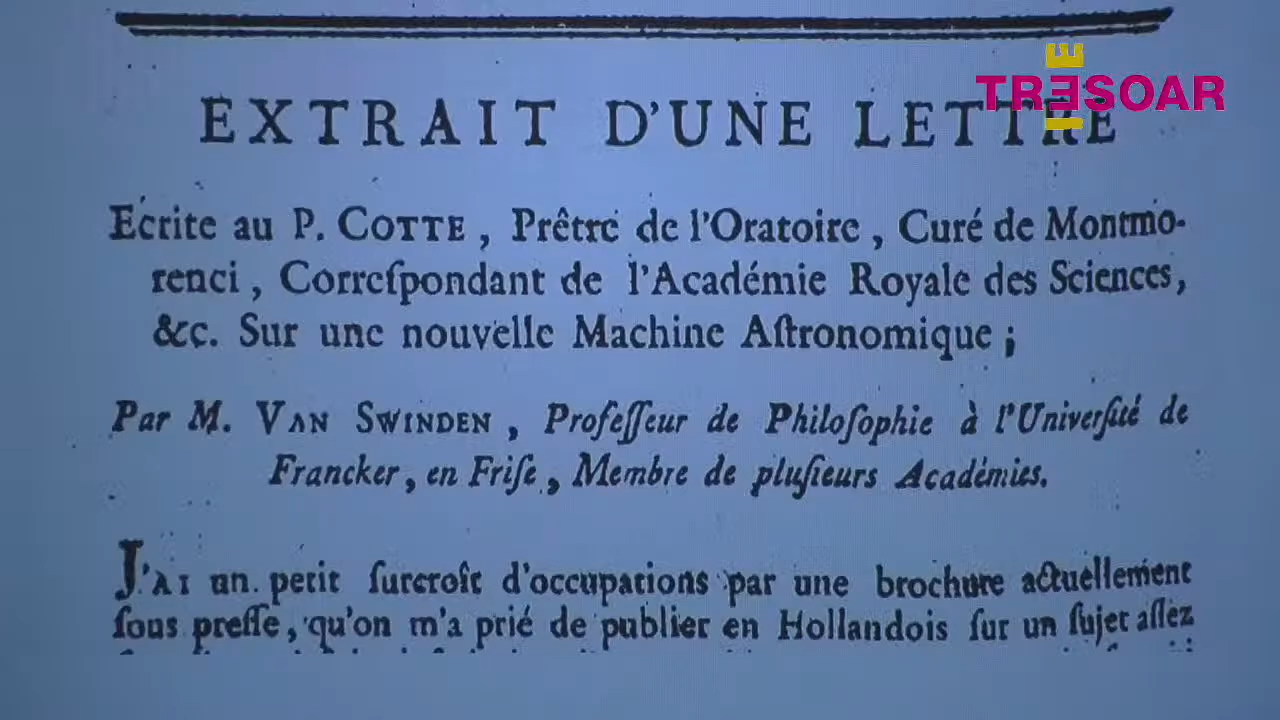 TRESOAR
EXTRAIT D'UNE LETTRE
Ecrite au P. COTTE, Prêtre de l'Oratoire, Curé de Montmo-
renci, Correſpondant de l'Académie Royale des Sciences,
&c. Sur une nouvelle Machine Aſtronomique;
Par M. VAN SWINDEN, Profeſſeur de Philoſophie à l'Univerſité de
Francker, en Friſe, Membre de pluſieurs Académies.
J'AI un petit ſurcroît d'occupations par une brochure actuellement
ſous preſſe, qu'on m'a prié de publier en Hollandois ſur un ſujet aſſez